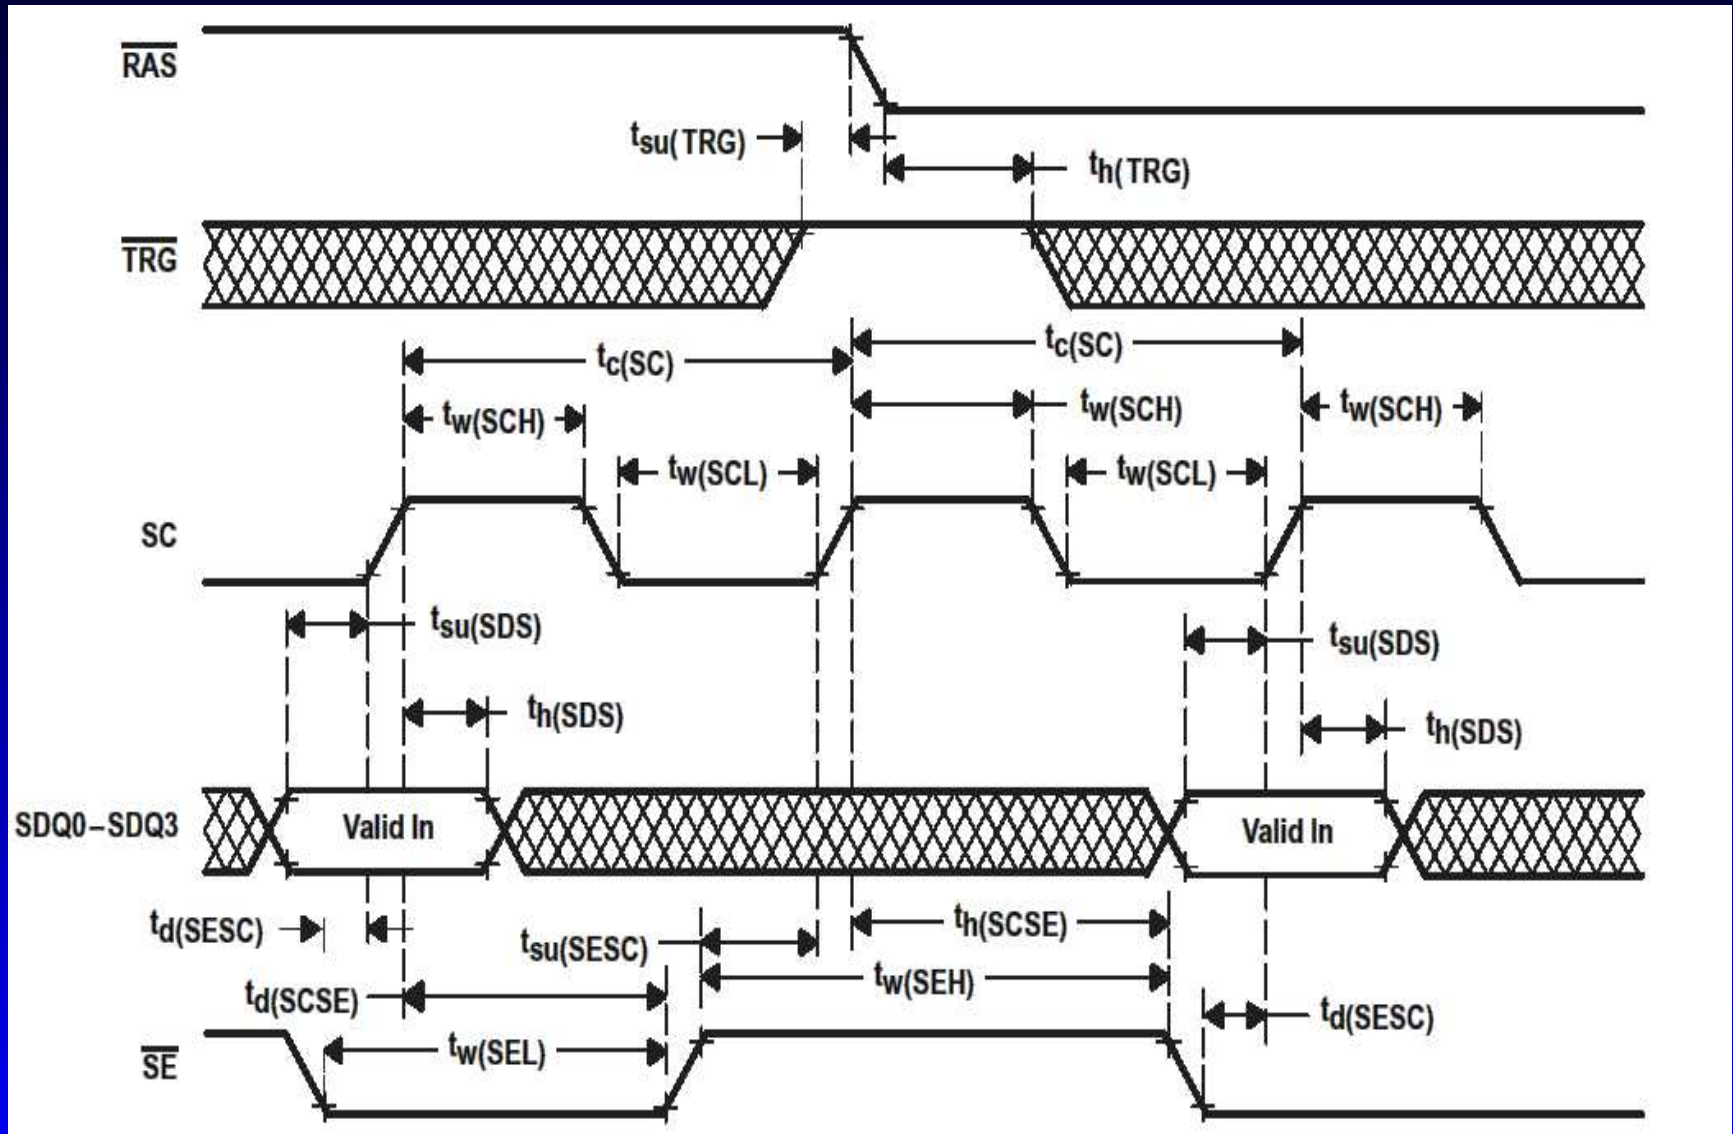 RAS
tsu(TRG)
th(TRG)
TRG
tc(SC)
tc(SC)
tw(SCH)
tw(SCH)
tw(SCH)
tw(SCL)
tw(SCL)
SC
tsu(SDS)
tsu(SDS)
th(SDS)
th(SDS)
SDQ0–SDQ3
Valid In
Valid In
td(SESC)
tsu(SESC)
th(SCSE)
tw(SEH)
td(SCSE)
td(SESC)
tw(SEL)
SE